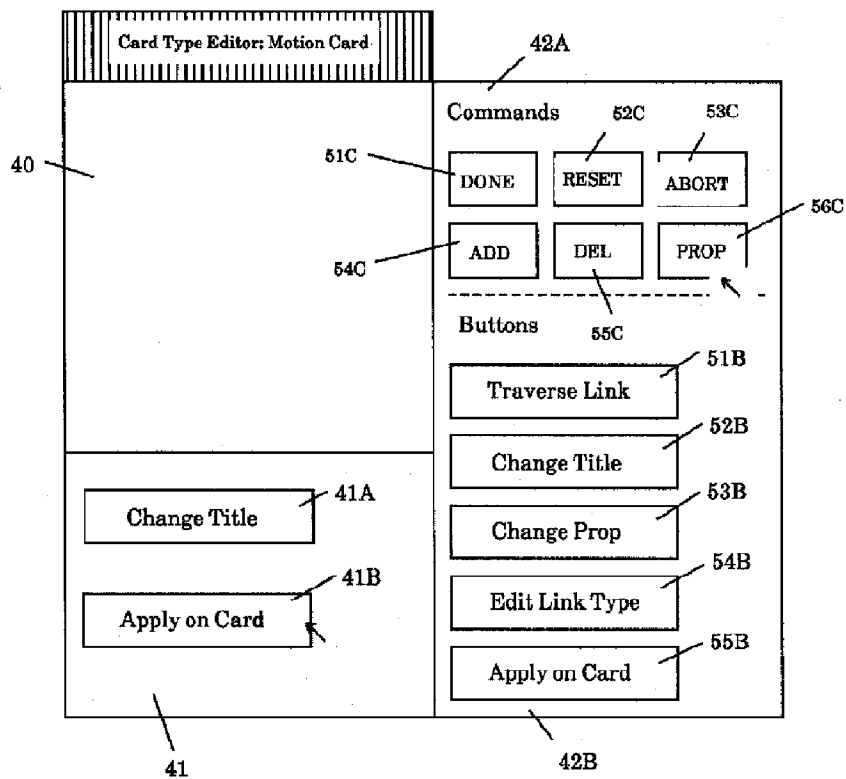 Card Type Editor: Motion Card
42A
Commands
51C
52C
53C
40
DONE
RESET
ABORT
56C
ADD
DEL
PROP
54C
Buttons
55C
51B
Traverse Link
52B
Change Title
41A
Change Title
53B
Change Prop
41B
54B
Apply on Card
Edit Link Type
55B
Apply on Card
41
42B